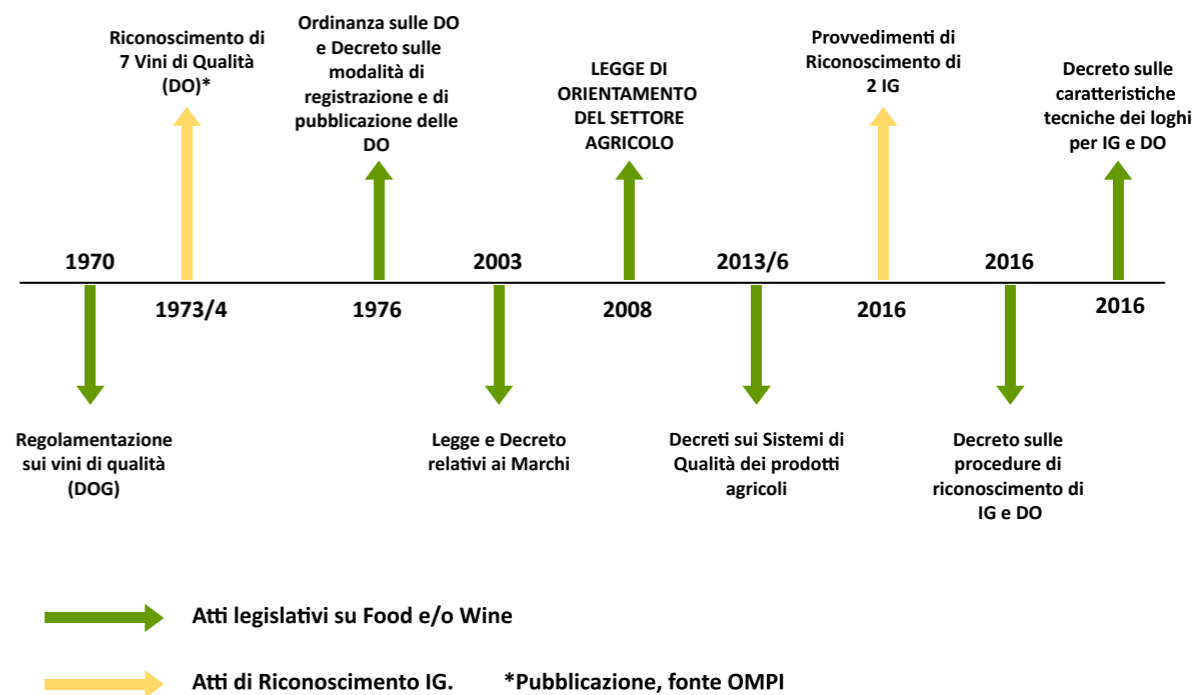 Riconoscimento di
7 Vini di Qualità
(DO)*
Ordinanza sulle DO
e Decreto sulle
modalità di
registrazione e di
pubblicazione delle
DO
LEGGE DI
ORIENTAMENTO
DEL SETTORE
AGRICOLO
Provvedimenti di
Riconoscimento di
2 IG
Decreto sulle
caratteristiche
tecniche dei loghi
per IG e DO
1970
2003
2013/6
2016
1973/4
1976
2008
2016
2016
Regolamentazione
sui vini di qualità
(DOG)
Legge e Decreto
relativi ai Marchi
Decreti sui Sistemi di
Qualità dei prodotti
agricoli
Decreto sulle
procedure di
riconoscimento di
IG e DO
Atti legislativi su Food e/o Wine
Atti di Riconoscimento IG. *Pubblicazione, fonte OMPI